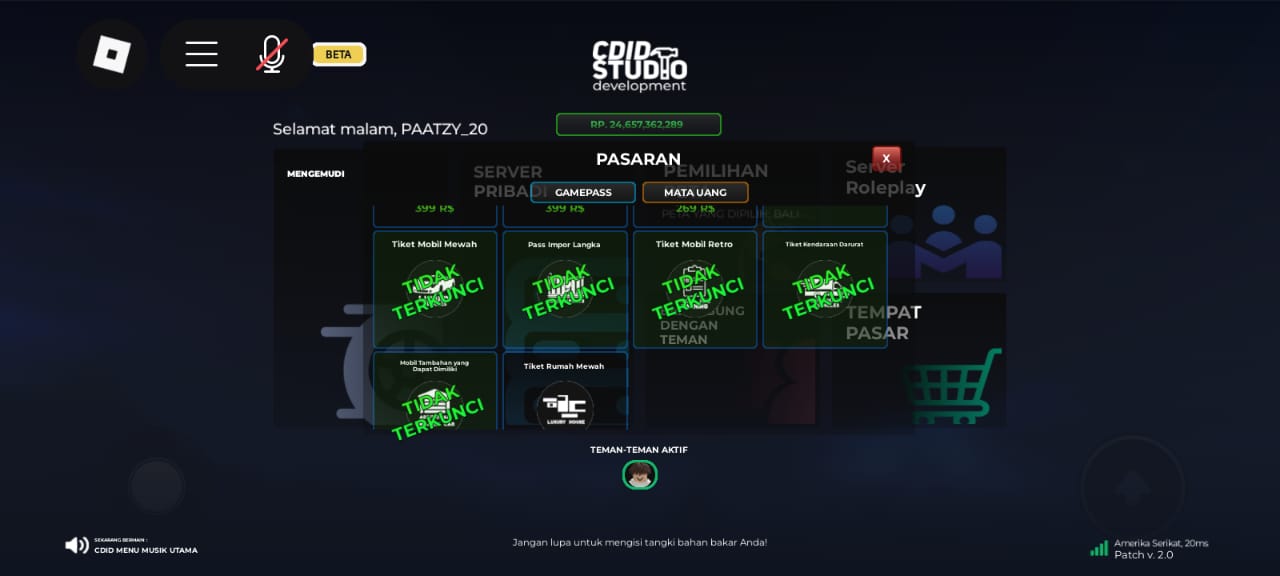 BETA
CDID
STUDIO
development
Selamat malam, PAATZY_20
RP. 24,657,362,289
PASARAN
X
MENGEMUDI
SERVER
PRIBADI
PEMILIHAN
Server
Roleplay
GAMEPASS
MATA UANG
PETA YANG DIPILIH: BALI
399 R$
399 R$
269 R$
Tiket Mobil Mewah
Pass Impor Langka
Tiket Mobil Retro
Tiket Kendaraan Darurat
TIDAK
TERKUNCI
TIDAK
TERKUNCI
TIDAK
TERKUNCI
TIDAK
TERKUNCI
DENGAN
TEMAN
TEMPAT
PASAR
Mobil Tambahan yang
Dapat Dimiliki
Tiket Rumah Mewah
TIDAK
TERKUNCI
LUXURY HOUSE
TEMAN-TEMAN AKTIF
SEKARANG BERMAIN :
CDID MENU MUSIK UTAMA
Jangan lupa untuk mengisi tangki bahan bakar Anda!
Amerika Serikat, 20ms
Patch v. 2.0